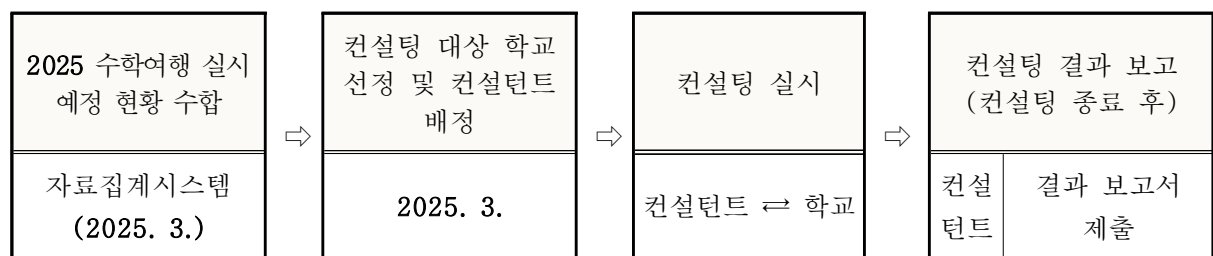 2025 수학여행 실시
예정 현황 수합
자료집계시스템
(2025. 3.)
⇨
컨설팅 대상 학교
선정 및 컨설턴트
배정
2025. 3.
⇨
컨설팅 실시
컨설턴트 ⇄ 학교
⇨
컨설팅 결과 보고
(컨설팅 종료 후)
컨설
턴트
결과 보고서
제출